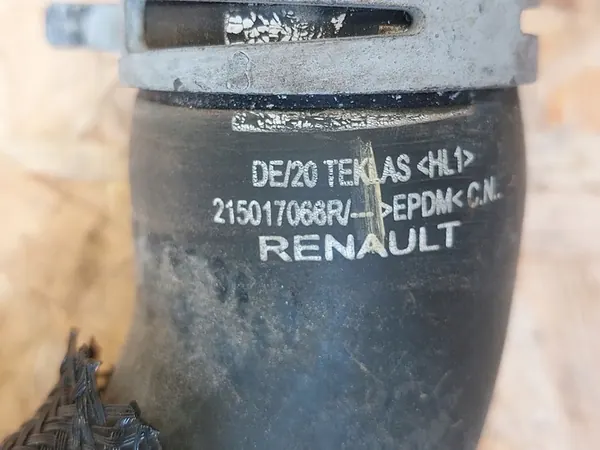 DE/20 TEKLAS <HL1>
215017068R/--->EPDM< C.N..
RENAULT